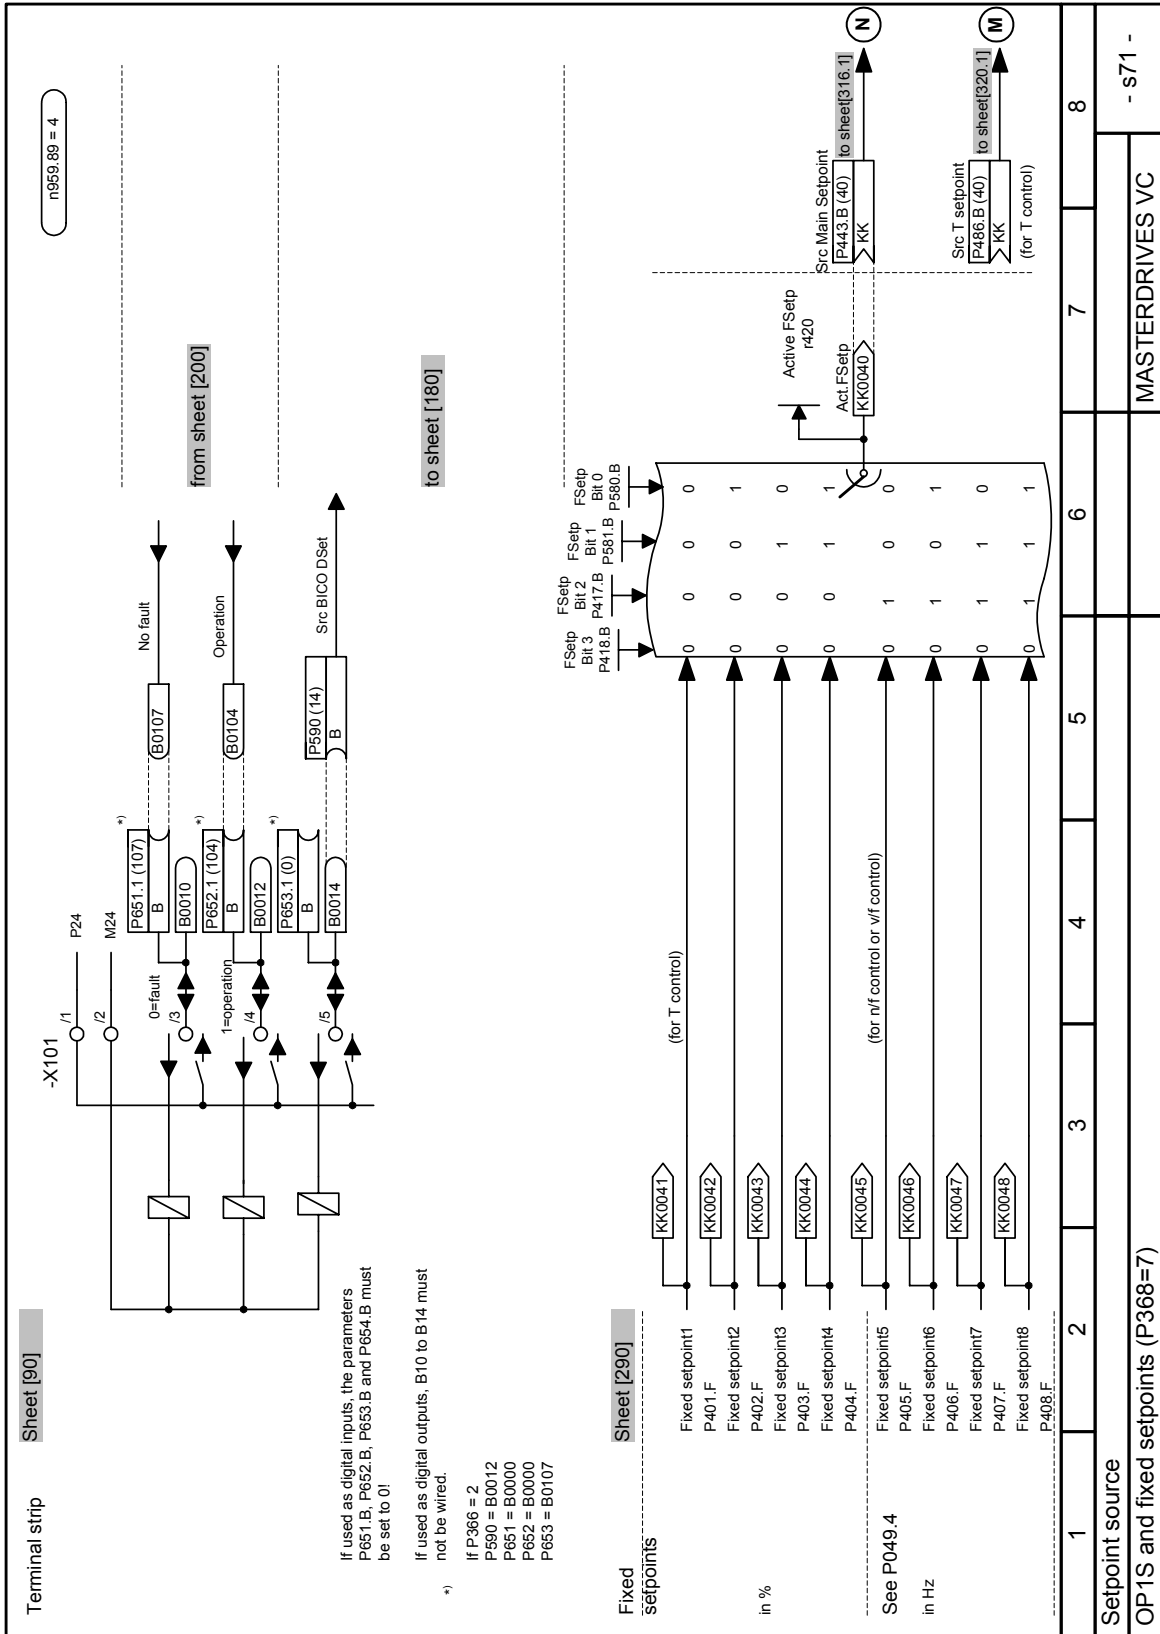 n959.89 = 4
Terminal strip
Sheet [90]
-X101
/1
P24
/2
M24
0=fault
/3
P651.1 (107)
*)
B
B0010
B0107
No fault
from sheet [200]
1=operation
/4
P652.1 (104)
*)
B
B0012
B0104
Operation
/5
P653.1 (0)
*)
B
B0014
P590 (14)
B
Src BICO DSet
to sheet [180]
If used as digital inputs, the parameters
P651.B, P652.B, P653.B and P654.B must
be set to 0!
If used as digital outputs, B10 to B14 must
not be wired.
*)
If P366 = 2
P590 = B0012
P651 = B0000
P652 = B0000
P653 = B0107
Fixed
setpoints
Sheet [290]
in %
See P049.4
in Hz
Fixed setpoint1
P401.F
Fixed setpoint2
P402.F
Fixed setpoint3
P403.F
Fixed setpoint4
P404.F
Fixed setpoint5
P405.F
Fixed setpoint6
P406.F
Fixed setpoint7
P407.F
Fixed setpoint8
P408.F
KK0041
KK0042
KK0043
KK0044
KK0045
KK0046
KK0047
KK0048
(for T control)
(for n/f control or v/f control)
FSetp
Bit 3
P418.B
FSetp
Bit 2
P417.B
FSetp
Bit 1
P581.B
FSetp
Bit 0
P580.B
0 0 0 0
0 0 0 1
0 0 1 0
0 0 1 1
0 1 0 0
0 1 0 1
0 1 1 0
0 1 1 1
Active FSetp
r420
Act.FSetp
KK0040
Src Main Setpoint
P443.B (40)
KK
to sheet[316.1]
N
Src T setpoint
P486.B (40)
KK
(for T control)
to sheet[320.1]
M
1 2 3 4 5 6 7 8
Setpoint source
OP1S and fixed setpoints (P368=7)
MASTERDRIVES VC
- s71 -